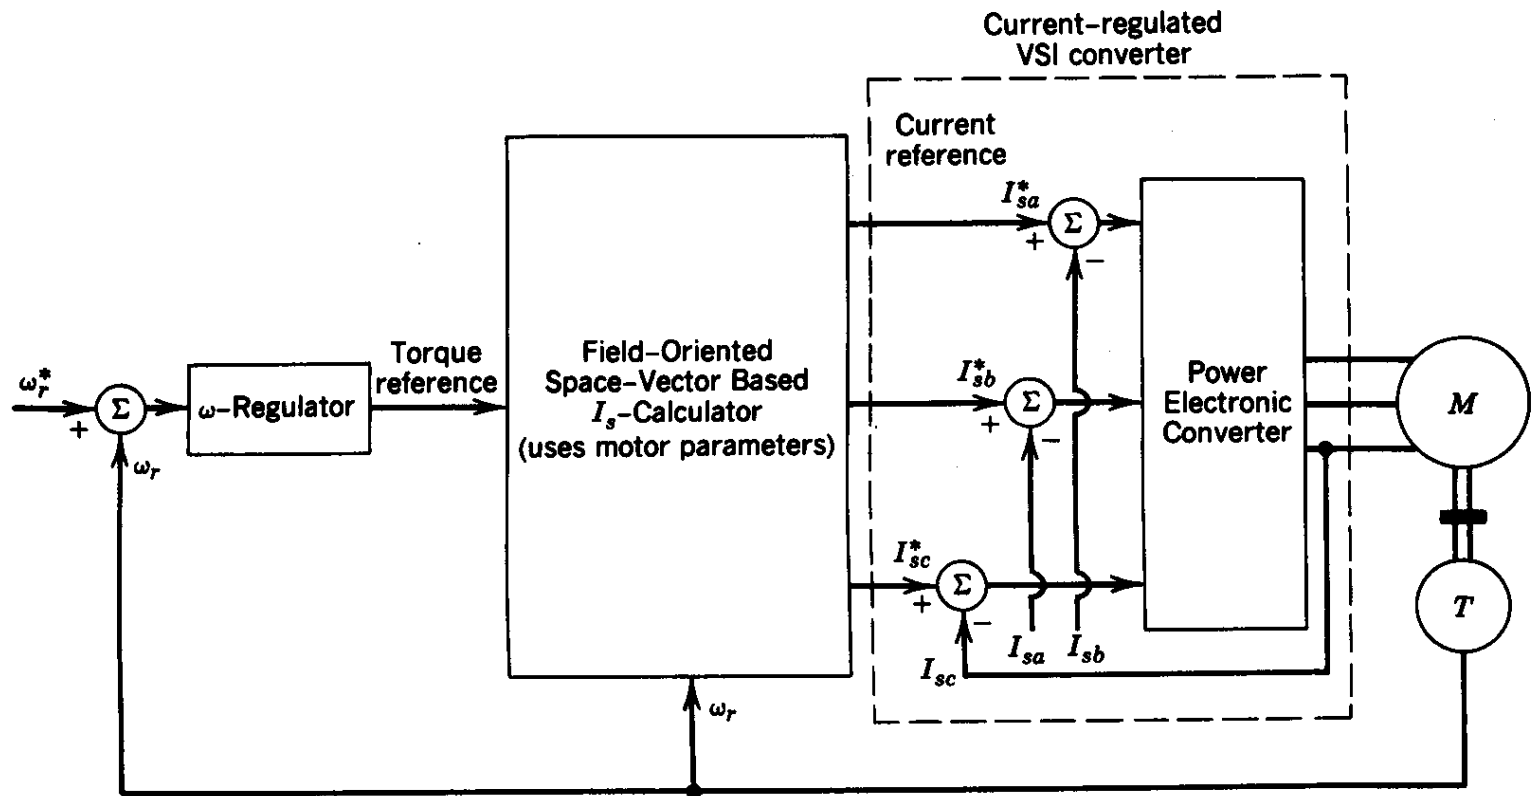 Current-regulated
VSI converter
Current
reference
I*sa
Σ
+
−
Torque
reference
Field-Oriented
Space-Vector Based
Is-Calculator
(uses motor parameters)
ω*r
Σ
+
ωr
ω-Regulator
I*sb
Σ
+
−
Power
Electronic
Converter
M
I*sc
Σ
+
−
Isa
Isb
Isc
T
ωr